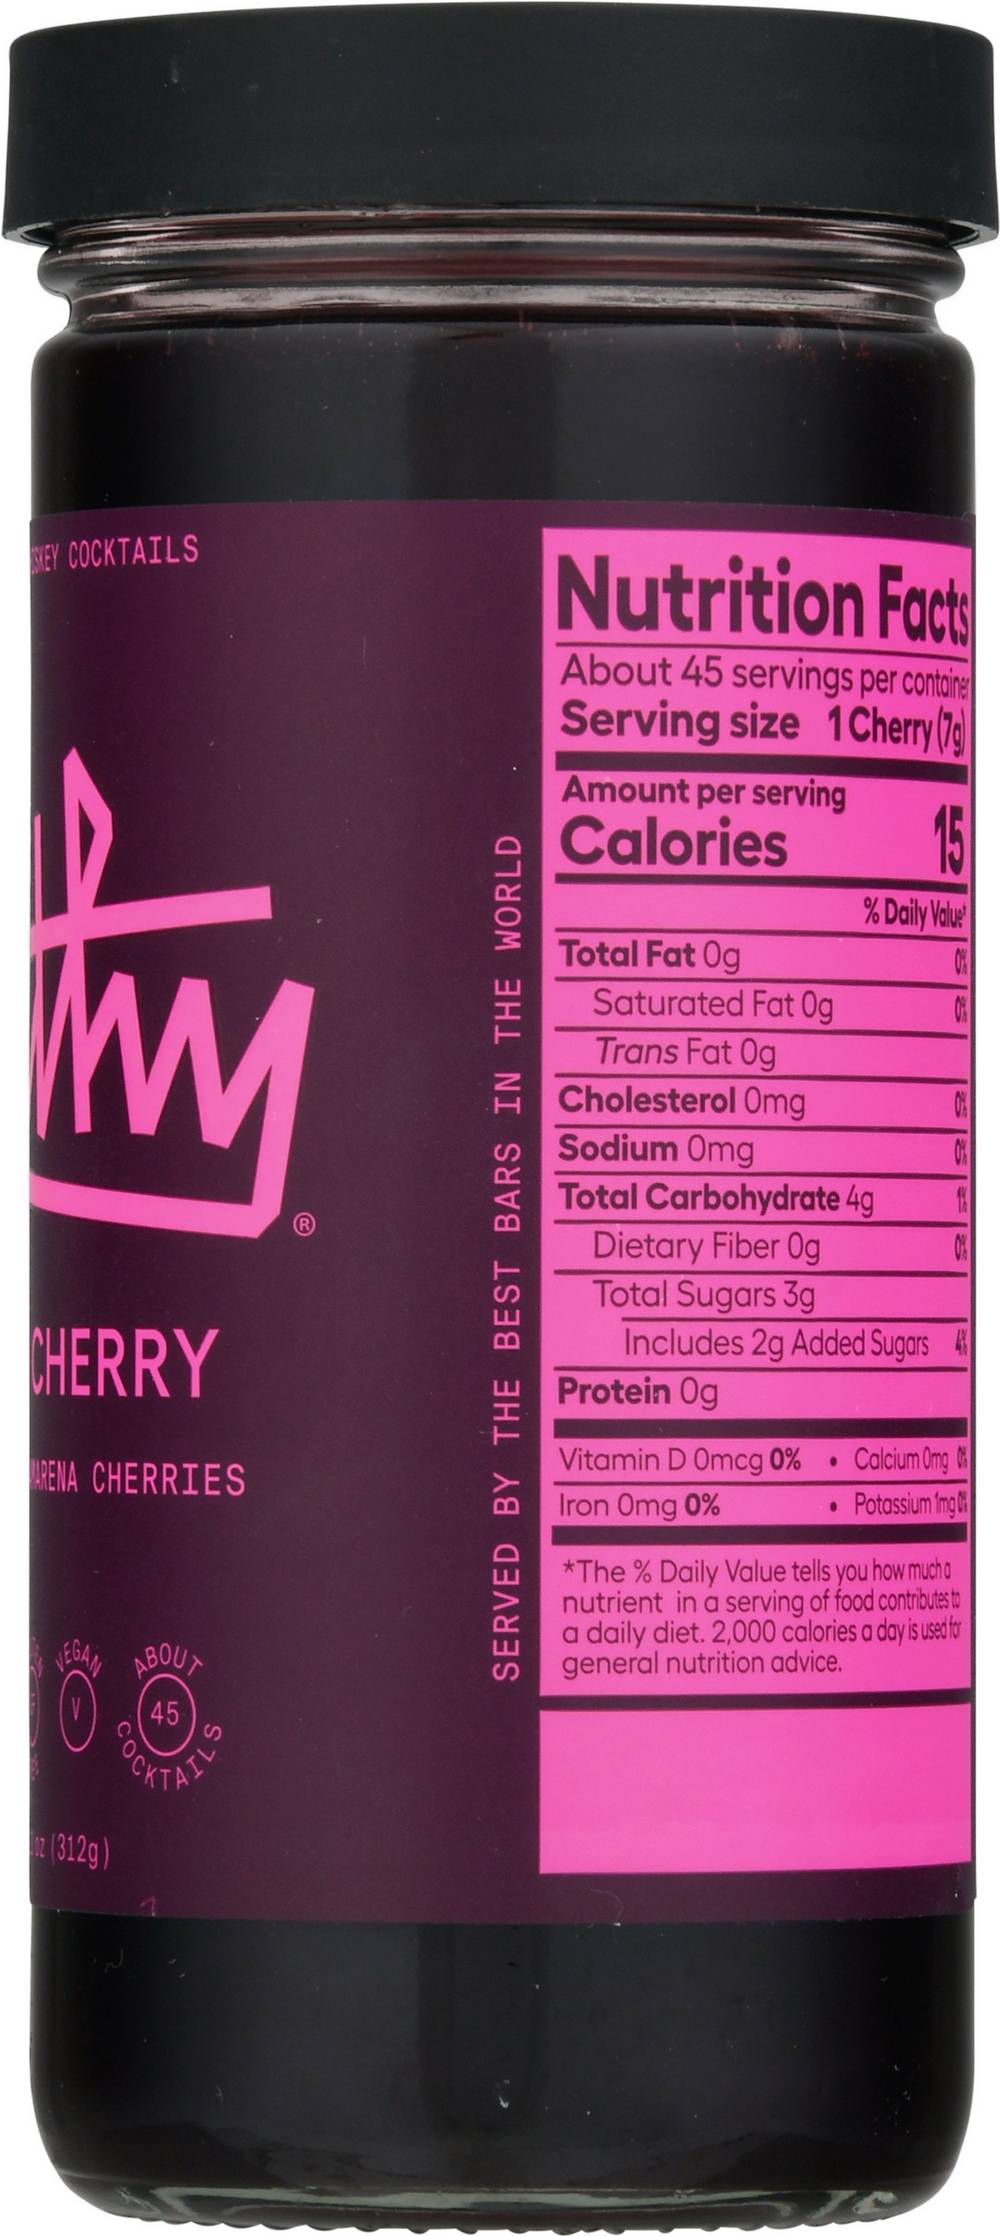 COCKTAILS
®
CHERRY
CHERRIES
VEGAN
V
ABOUT
45
COCKTAILS
oz (312g)
SERVED BY THE BEST BARS IN THE WORLD
Nutrition Facts
About 45 servings per container
Serving size 1 Cherry (7g)
Amount per serving
Calories 15
% Daily Value*
Total Fat 0g 0%
Saturated Fat 0g 0%
Trans Fat 0g
Cholesterol 0mg 0%
Sodium 0mg 0%
Total Carbohydrate 4g 1%
Dietary Fiber 0g 0%
Total Sugars 3g
Includes 2g Added Sugars 4%
Protein 0g
Vitamin D 0mcg 0% • Calcium 0mg 0%
Iron 0mg 0% • Potassium 1mg 0%
*The % Daily Value tells you how much a
nutrient in a serving of food contributes to
a daily diet. 2,000 calories a day is used for
general nutrition advice.